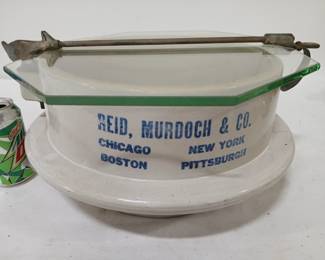 REID, MURDOCH & CO.
CHICAGO NEW YORK
BOSTON PITTSBURGH